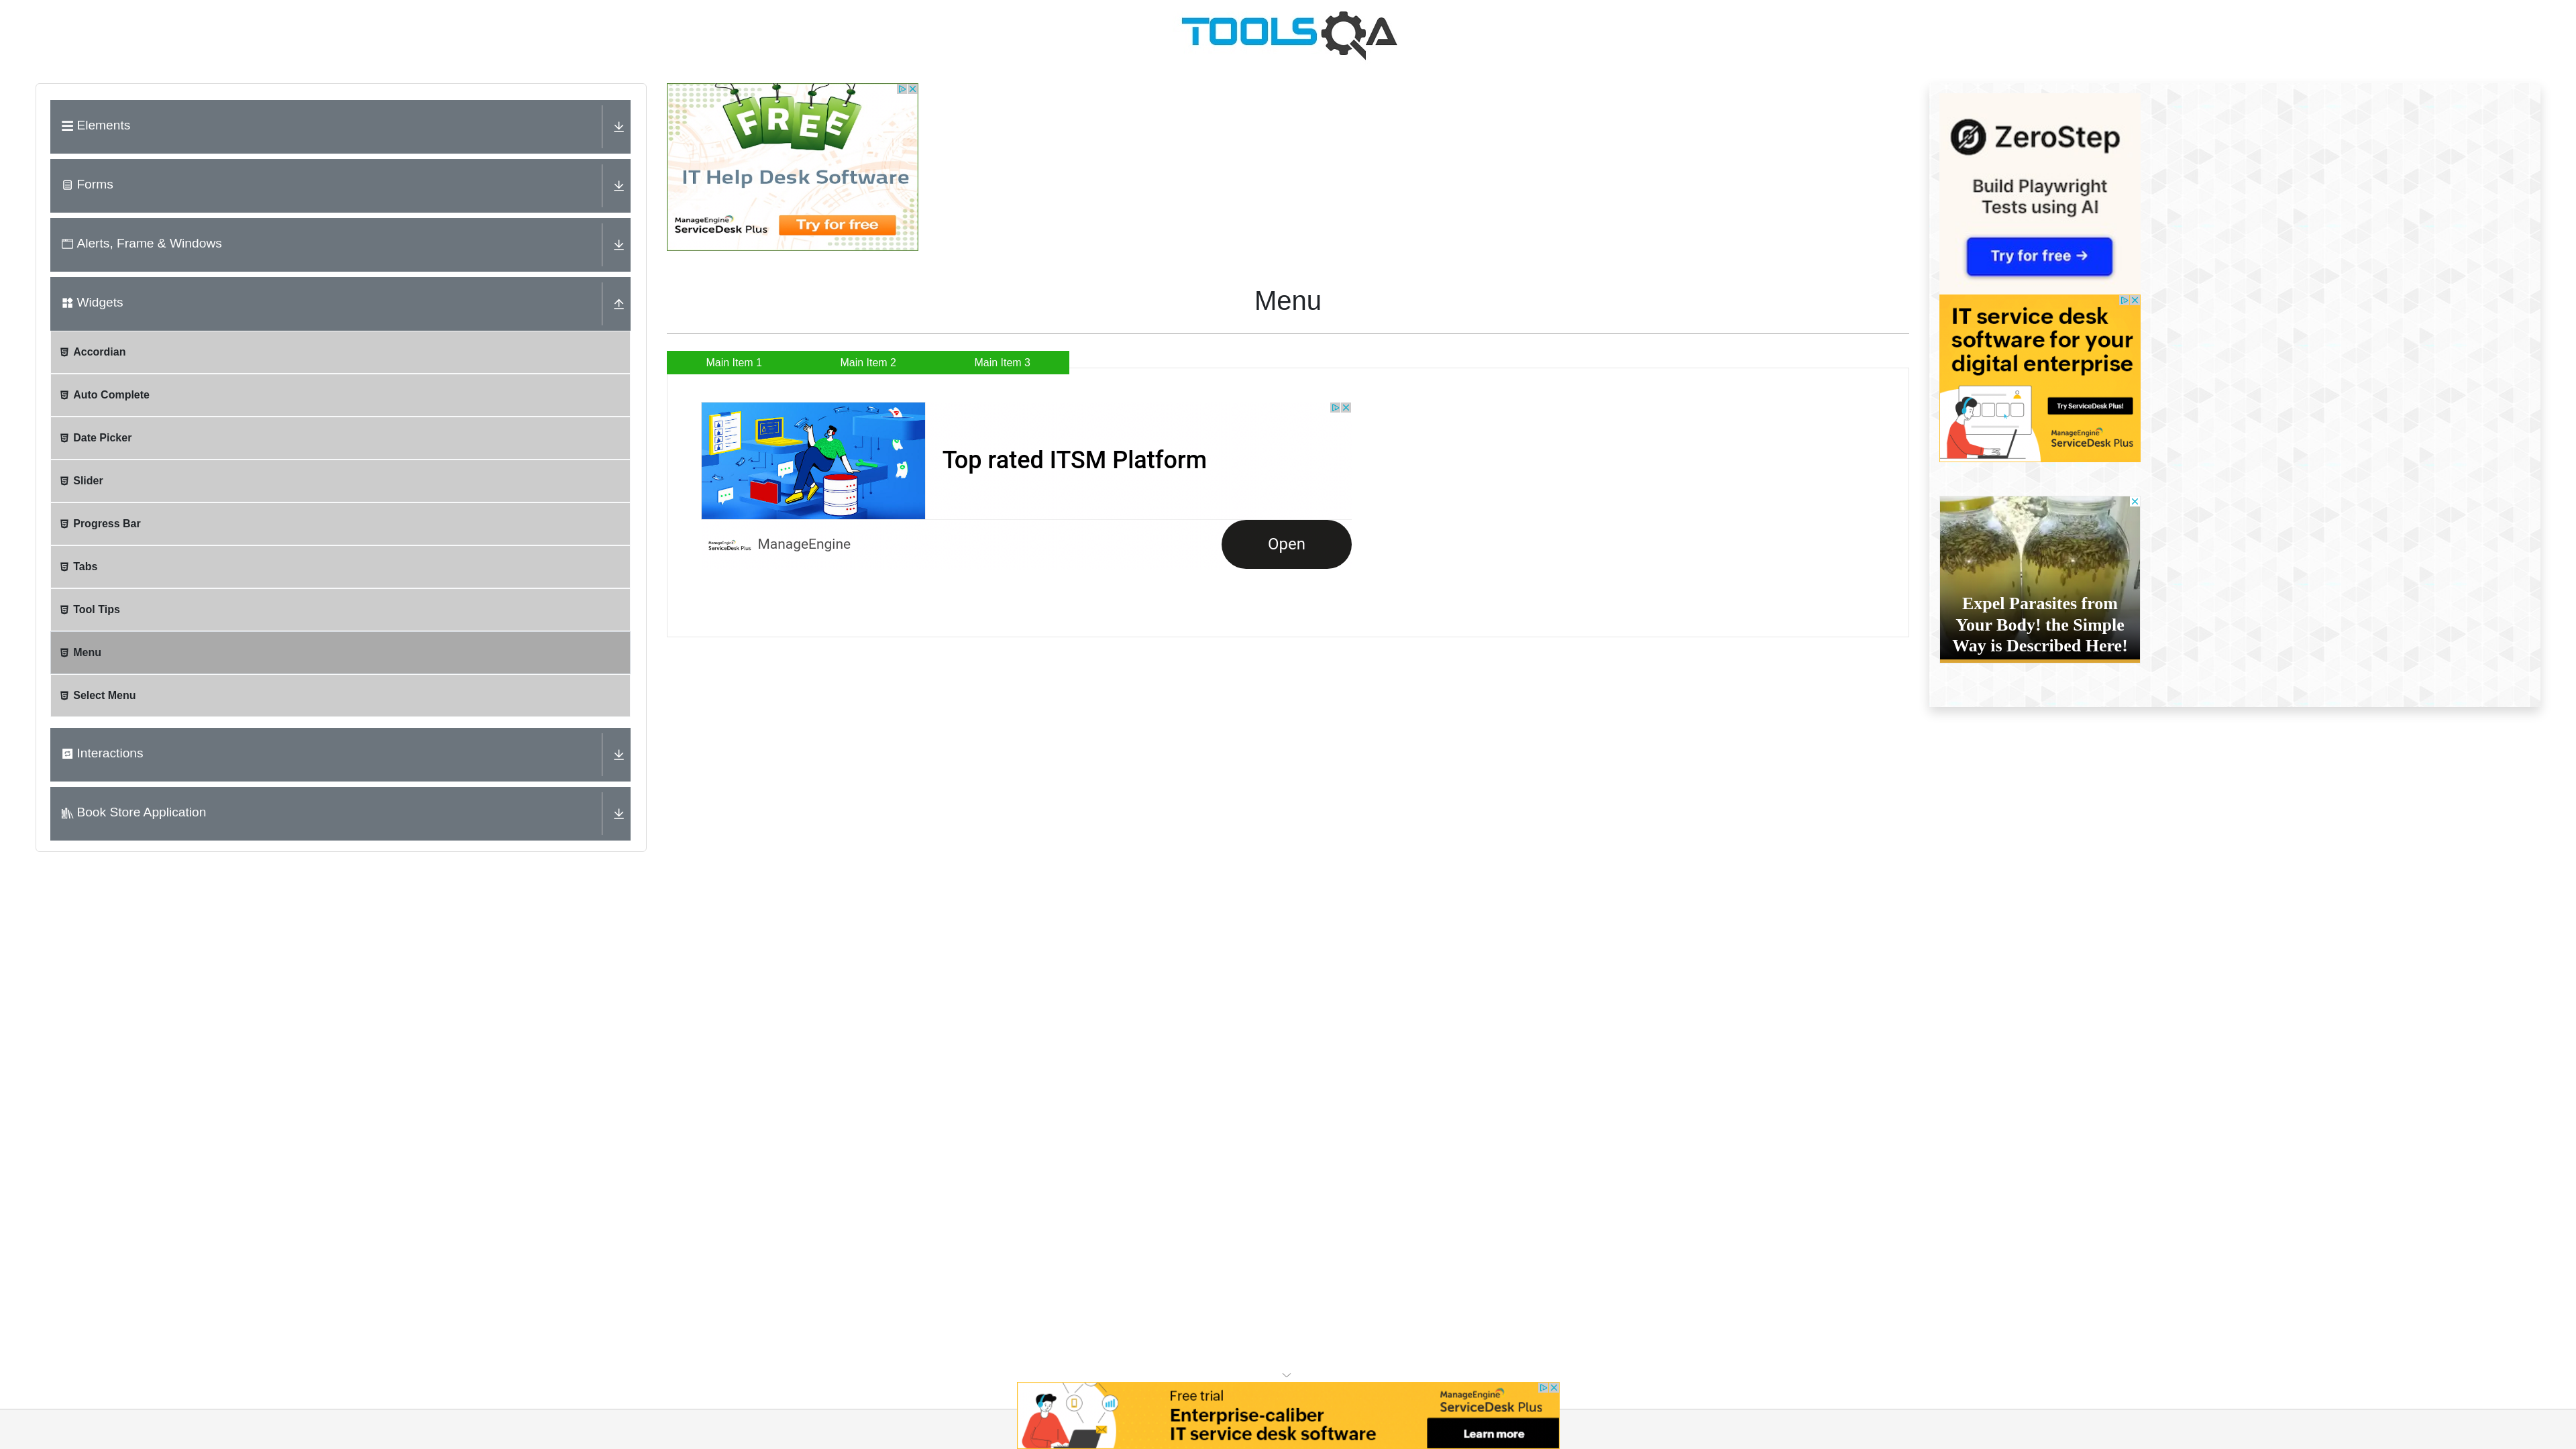 TOOLSQA
Elements
Forms
Alerts, Frame & Windows
Widgets
Accordian
Auto Complete
Date Picker
Slider
Progress Bar
Tabs
Tool Tips
Menu
Select Menu
Interactions
Book Store Application
FREE
IT Help Desk Software
ManageEngine
ServiceDesk Plus
Try for free
Menu
Main Item 1
Main Item 2
Main Item 3
Top rated ITSM Platform
ManageEngine
ServiceDesk Plus
ManageEngine
Open
ZeroStep
Build Playwright
Tests using AI
Try for free →
IT service desk
software for your
digital enterprise
Try ServiceDesk Plus!
ManageEngine
ServiceDesk Plus
Expel Parasites from
Your Body! the Simple
Way is Described Here!
Free trial
Enterprise-caliber
IT service desk software
ManageEngine
ServiceDesk Plus
Learn more